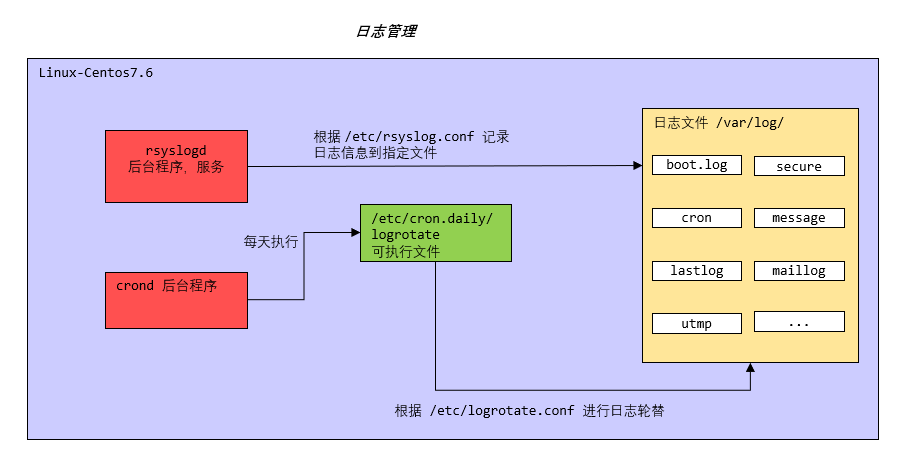 日志管理
Linux-Centos7.6
rsyslogd
后台程序，服务
根据 /etc/rsyslog.conf 记录
日志信息到指定文件
日志文件 /var/log/
boot.log
secure
cron
message
lastlog
maillog
utmp
...
/etc/cron.daily/
logrotate
可执行文件
每天执行
crond 后台程序
根据 /etc/logrotate.conf 进行日志轮替